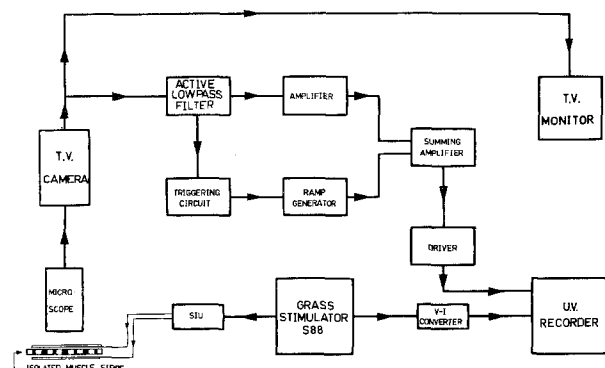 ACTIVE
LOWPASS
FILTER
AMPLIFIER
T.V.
MONITOR
T.V.
CAMERA
SUMMING
AMPLIFIER
TRIGGERING
CIRCUIT
RAMP
GENERATOR
DRIVER
MICRO-
SCOPE
SIU
GRASS
STIMULATOR
S88
V-I
CONVERTER
U.V.
RECORDER
ISOLATED MUSCLE